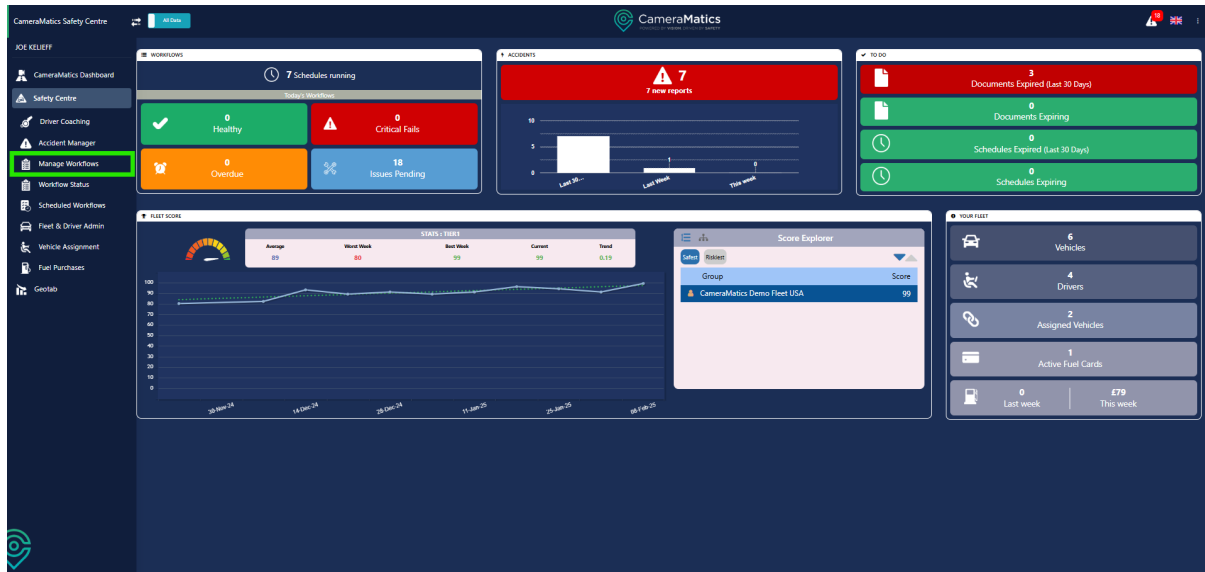 CameraMatics Safety Centre
All Data
CameraMatics
18
JOE KELIEFF
CameraMatics Dashboard
Safety Centre
Driver Coaching
Accident Manager
Manage Workflows
Workflow Status
Scheduled Workflows
Fleet & Driver Admin
Vehicle Assignment
Fuel Purchases
Geotab
WORKFLOWS
7 Schedules running
Today's Workflows
0
Healthy
0
Critical Fails
0
Overdue
18
Issues Pending
ACCIDENTS
7
7 new reports
10
5
0
1
0
Last 30...
Last Week
This week
TO DO
3
Documents Expired (Last 30 Days)
0
Documents Expiring
0
Schedules Expired (Last 30 Days)
0
Schedules Expiring
FLEET SCORE
STATS : TIER1
Average Worst Week Best Week Current Trend
89 80 99 99 0.19
100
90
80
70
60
50
40
30
20
10
0
30-Nov-24
14-Dec-24
28-Dec-24
11-Jan-25
25-Jan-25
08-Feb-25
Score Explorer
Safest Riskiest
Group Score
CameraMatics Demo Fleet USA 99
YOUR FLEET
6
Vehicles
4
Drivers
2
Assigned Vehicles
1
Active Fuel Cards
0
Last week
£79
This week